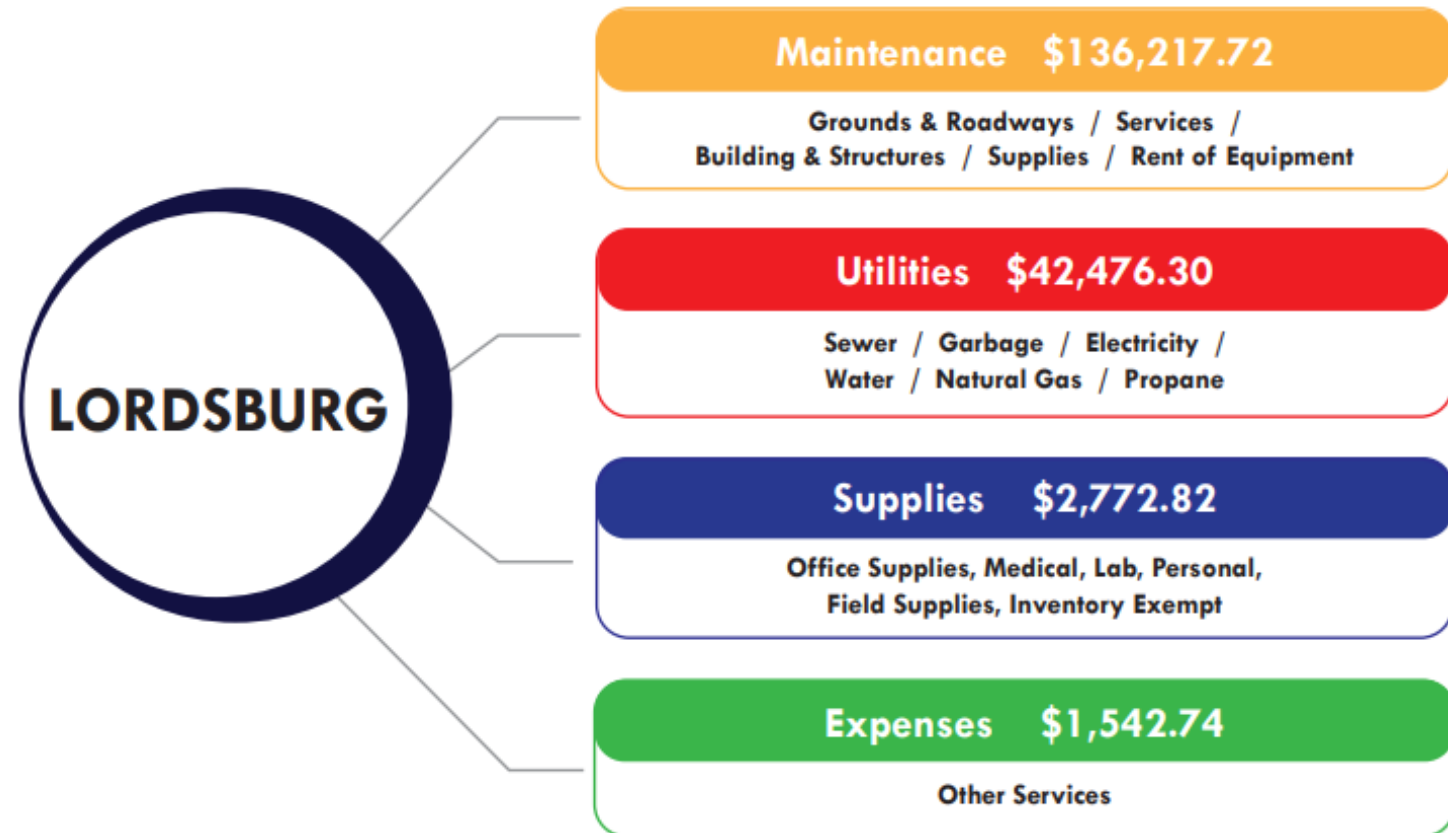 LORDSBURG
Maintenance $136,217.72
Grounds & Roadways / Services /
Building & Structures / Supplies / Rent of Equipment
Utilities $42,476.30
Sewer / Garbage / Electricity /
Water / Natural Gas / Propane
Supplies $2,772.82
Office Supplies, Medical, Lab, Personal,
Field Supplies, Inventory Exempt
Expenses $1,542.74
Other Services